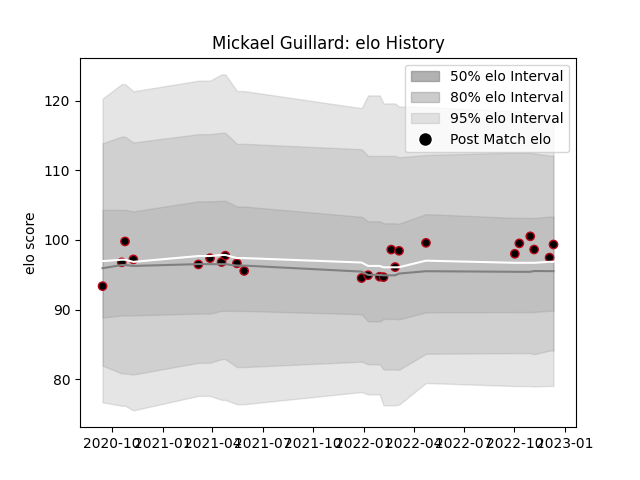 Mickael Guillard: elo History
50% elo Interval
80% elo Interval
95% elo Interval
Post Match elo
elo score
120
110
100
90
80
2020-10 2021-01 2021-04 2021-07 2021-10 2022-01 2022-04 2022-07 2022-10 2023-01